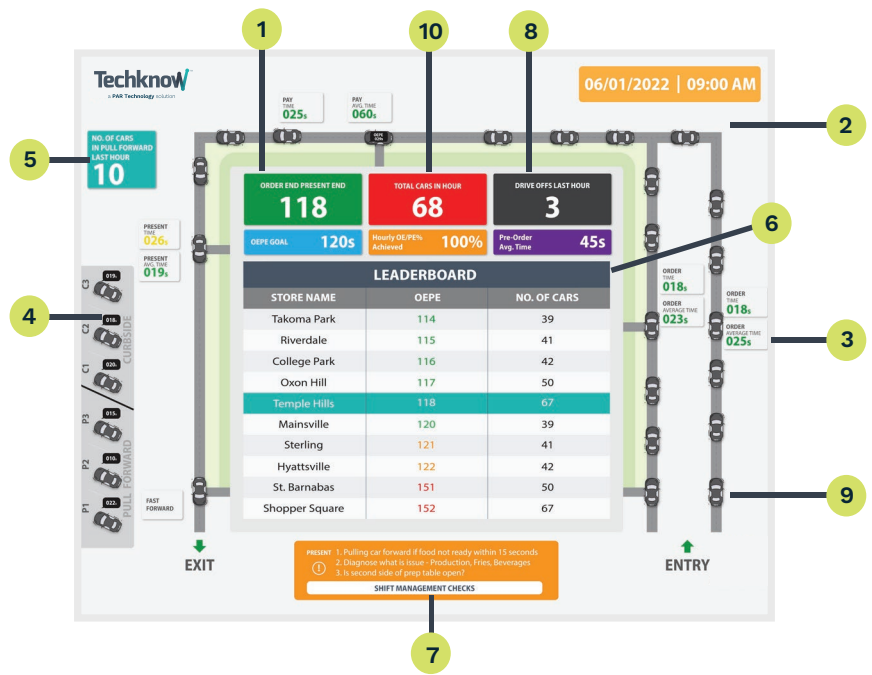 1
10
8
Techknow
a PAR Technology solution
06/01/2022 | 09:00 AM
2
PAY
TIME
025s
PAY
AVG. TIME
060s
OEPE
NO. OF CARS
IN PULL FORWARD
LAST HOUR
10
5
ORDER END PRESENT END
118
TOTAL CARS IN HOUR
68
DRIVE OFFS LAST HOUR
3
OEPE GOAL 120s
Hourly OE/PE%
Achieved 100%
Pre-Order
Avg. Time 45s
6
PRESENT
TIME
026s
PRESENT
AVG. TIME
019s
LEADERBOARD
STORE NAME OEPE NO. OF CARS
Takoma Park 114 39
Riverdale 115 41
College Park 116 42
Oxon Hill 117 50
Temple Hills 118 67
Mainsville 120 39
Sterling 121 41
Hyattsville 122 42
St. Barnabas 151 50
Shopper Square 152 67
ORDER
TIME
018s
ORDER
AVERAGE TIME
023s
ORDER
TIME
018s
ORDER
AVERAGE TIME
025s
3
4
C3 019s
C2 018s
C1 020s
CURBSIDE
P3 015s
P2 010s
P1 022s
PULL FORWARD
FAST
FORWARD
9
EXIT
ENTRY
PRESENT 1. Pulling car forward if food not ready within 15 seconds
2. Diagnose what is issue - Production, Fries, Beverages
3. Is second side of prep table open?
SHIFT MANAGEMENT CHECKS
7